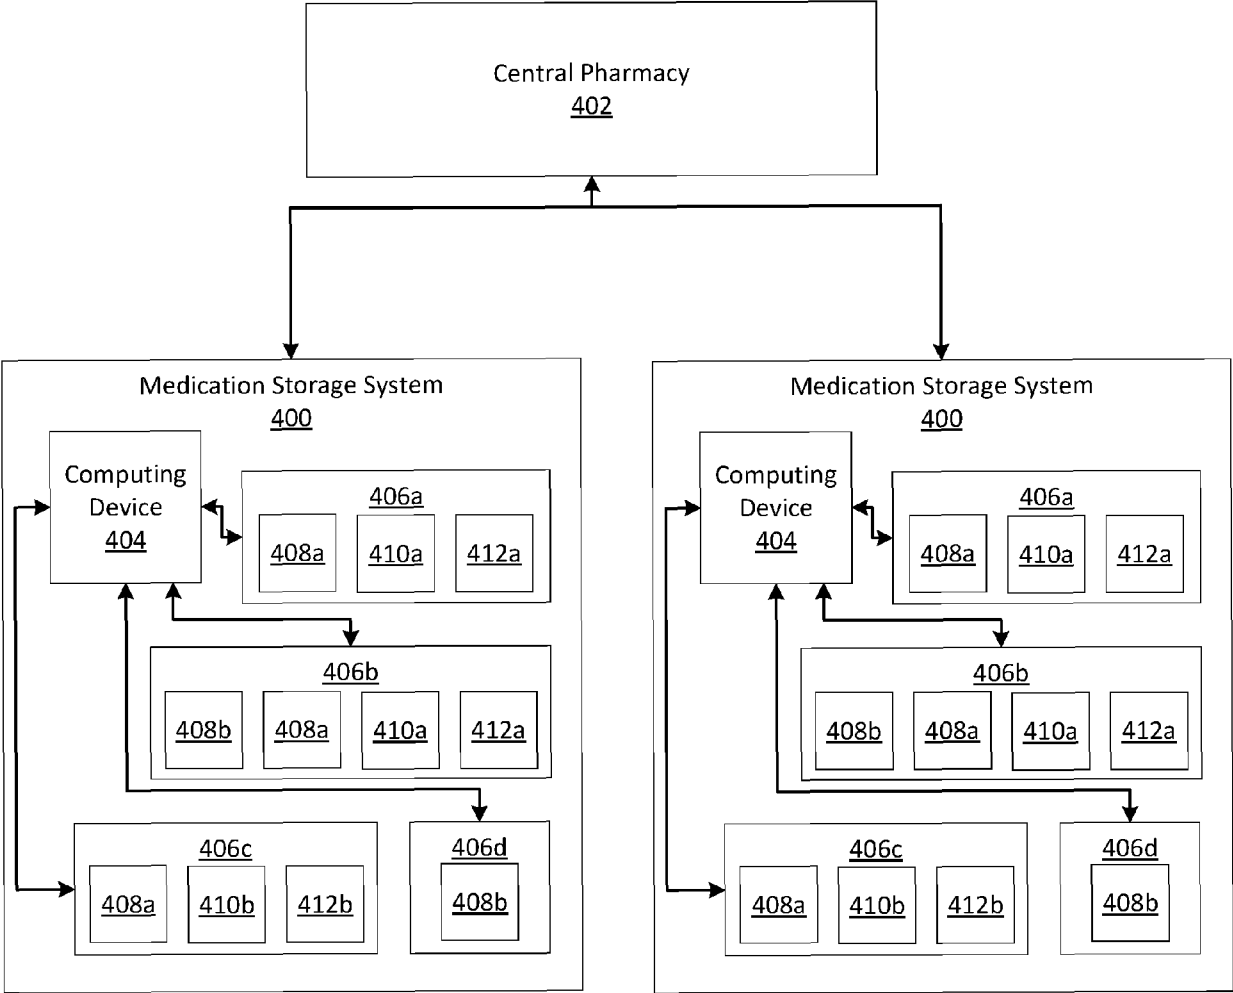 Central Pharmacy
402
Medication Storage System
400
Computing
Device
404
406a
408a 410a 412a
406b
408b 408a 410a 412a
406c
408a 410b 412b
406d
408b
Medication Storage System
400
Computing
Device
404
406a
408a 410a 412a
406b
408b 408a 410a 412a
406c
408a 410b 412b
406d
408b